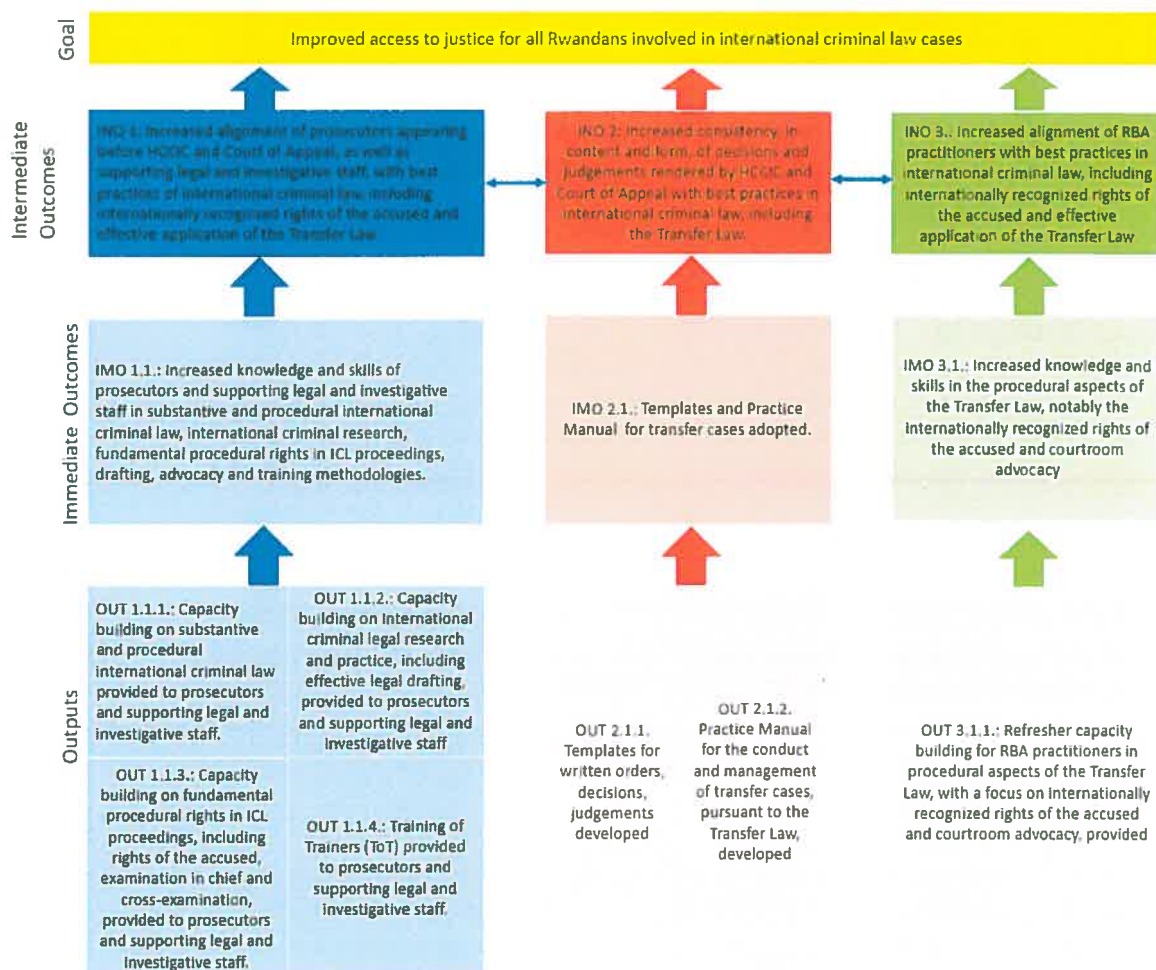 Goal
Improved access to justice for all Rwandans involved in international criminal law cases
Intermediate
Outcomes
INO 1: Increased alignment of prosecutors appearing
before HCCIC and Court of Appeal, as well as
supporting legal and investigative staff, with best
practices of international criminal law, including
internationally recognized rights of the accused and
effective application of the Transfer Law
INO 2: Increased consistency, in
content and form, of decisions and
judgements rendered by HCCIC and
Court of Appeal with best practices in
international criminal law, including
the Transfer Law.
INO 3.. Increased alignment of RBA
practitioners with best practices in
international criminal law, including
internationally recognized rights of
the accused and effective
application of the Transfer Law
Immediate Outcomes
IMO 1.1.: Increased knowledge and skills of
prosecutors and supporting legal and investigative
staff in substantive and procedural international
criminal law, international criminal research,
fundamental procedural rights in ICL proceedings,
drafting, advocacy and training methodologies.
IMO 2.1.: Templates and Practice
Manual for transfer cases adopted.
IMO 3.1.: Increased knowledge and
skills in the procedural aspects of
the Transfer Law, notably the
internationally recognized rights of
the accused and courtroom
advocacy
Outputs
OUT 1.1.1.: Capacity
building on substantive
and procedural
international criminal law
provided to prosecutors
and supporting legal and
investigative staff.
OUT 1.1.2.: Capacity
building on International
criminal legal research
and practice, including
effective legal drafting,
provided to prosecutors
and supporting legal and
investigative staff
OUT 1.1.3.: Capacity
building on fundamental
procedural rights in ICL
proceedings, including
rights of the accused,
examination in chief and
cross-examination,
provided to prosecutors
and supporting legal and
investigative staff.
OUT 1.1.4.: Training of
Trainers (ToT) provided
to prosecutors and
supporting legal and
investigative staff.
OUT 2.1.1.
Templates for
written orders,
decisions,
judgements
developed
OUT 2.1.2.
Practice Manual
for the conduct
and management
of transfer cases,
pursuant to the
Transfer Law,
developed
OUT 3.1.1.: Refresher capacity
building for RBA practitioners in
procedural aspects of the Transfer
Law, with a focus on Internationally
recognized rights of the accused
and courtroom advocacy, provided